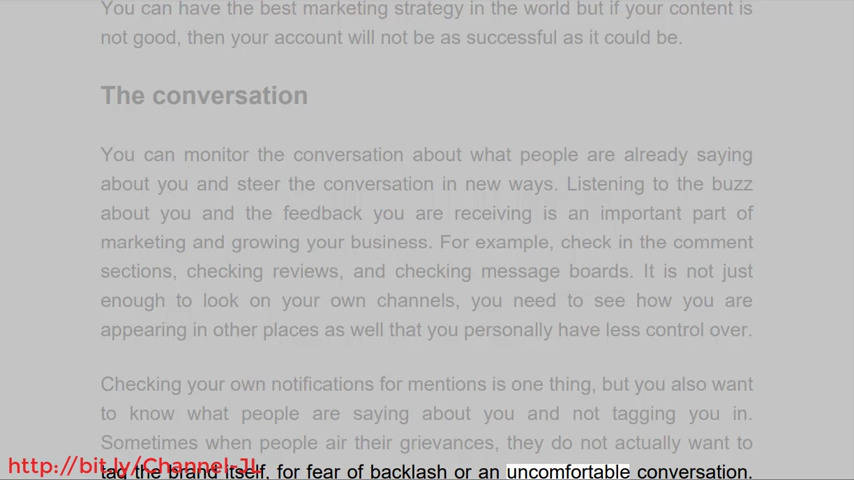 You can have the best marketing strategy in the world but if your content is
not good, then your account will not be as successful as it could be.
The conversation
You can monitor the conversation about what people are already saying
about you and steer the conversation in new ways. Listening to the buzz
about you and the feedback you are receiving is an important part of
marketing and growing your business. For example, check in the comment
sections, checking reviews, and checking message boards. It is not just
enough to look on your own channels, you need to see how you are
appearing in other places as well that you personally have less control over.
Checking your own notifications for mentions is one thing, but you also want
to know what people are saying about you and not tagging you in.
Sometimes when people air their grievances, they do not actually want to
tag the brand itself, for fear of backlash or an uncomfortable conversation.
http://bit.ly/Channel-JL